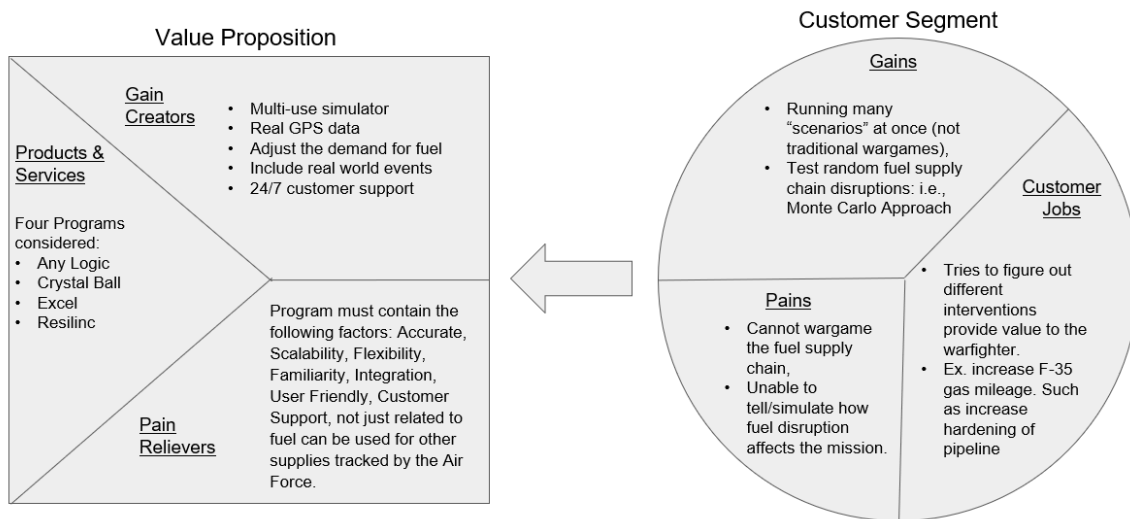 Value Proposition
Gain
Creators
• Multi-use simulator
• Real GPS data
• Adjust the demand for fuel
• Include real world events
• 24/7 customer support
Products &
Services
Four Programs
considered:
• Any Logic
• Crystal Ball
• Excel
• Resilinc
Program must contain the
following factors: Accurate,
Scalability, Flexibility,
Familiarity, Integration,
User Friendly, Customer
Support, not just related to
fuel can be used for other
supplies tracked by the Air
Force.
Pain
Relievers
Customer Segment
Gains
• Running many
“scenarios” at once (not
traditional wargames),
• Test random fuel supply
chain disruptions: i.e.,
Monte Carlo Approach
Customer
Jobs
• Tries to figure out
different
interventions
provide value to the
warfighter.
• Ex. increase F-35
gas mileage. Such
as increase
hardening of
pipeline
Pains
• Cannot wargame
the fuel supply
chain,
• Unable to
tell/simulate how
fuel disruption
affects the mission.